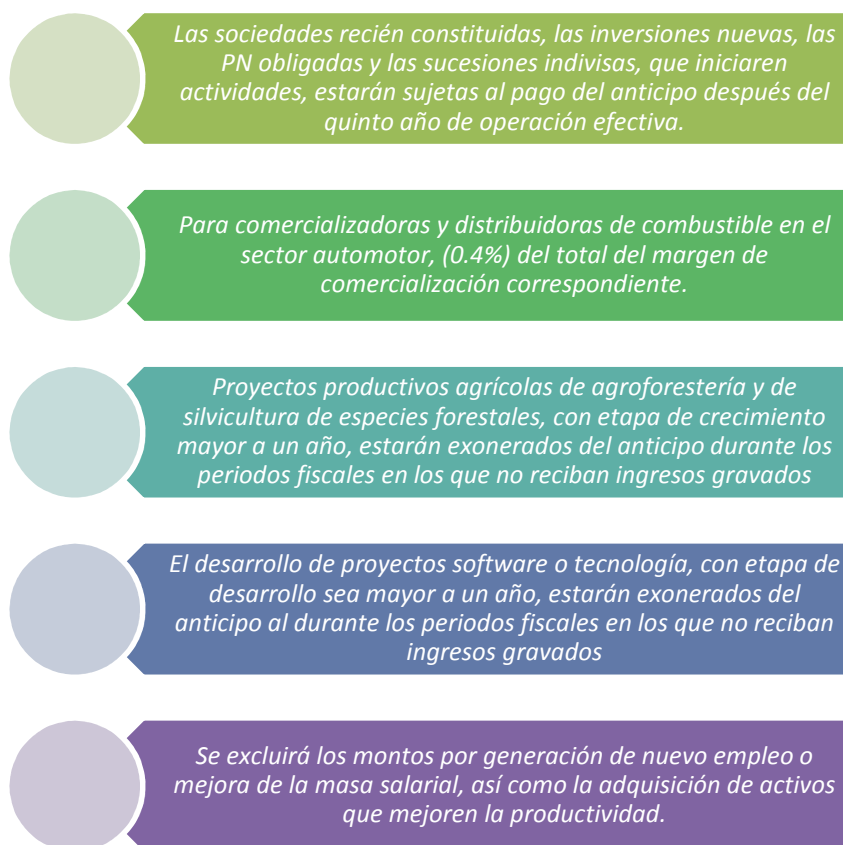 Las sociedades recién constituidas, las inversiones nuevas, las
PN obligadas y las sucesiones indivisas, que iniciaren
actividades, estarán sujetas al pago del anticipo después del
quinto año de operación efectiva.
Para comercializadoras y distribuidoras de combustible en el
sector automotor, (0.4%) del total del margen de
comercialización correspondiente.
Proyectos productivos agrícolas de agroforestería y de
silvicultura de especies forestales, con etapa de crecimiento
mayor a un año, estarán exonerados del anticipo durante los
periodos fiscales en los que no reciban ingresos gravados
El desarrollo de proyectos software o tecnología, con etapa de
desarrollo sea mayor a un año, estarán exonerados del
anticipo al durante los periodos fiscales en los que no reciban
ingresos gravados
Se excluirá los montos por generación de nuevo empleo o
mejora de la masa salarial, así como la adquisición de activos
que mejoren la productividad.